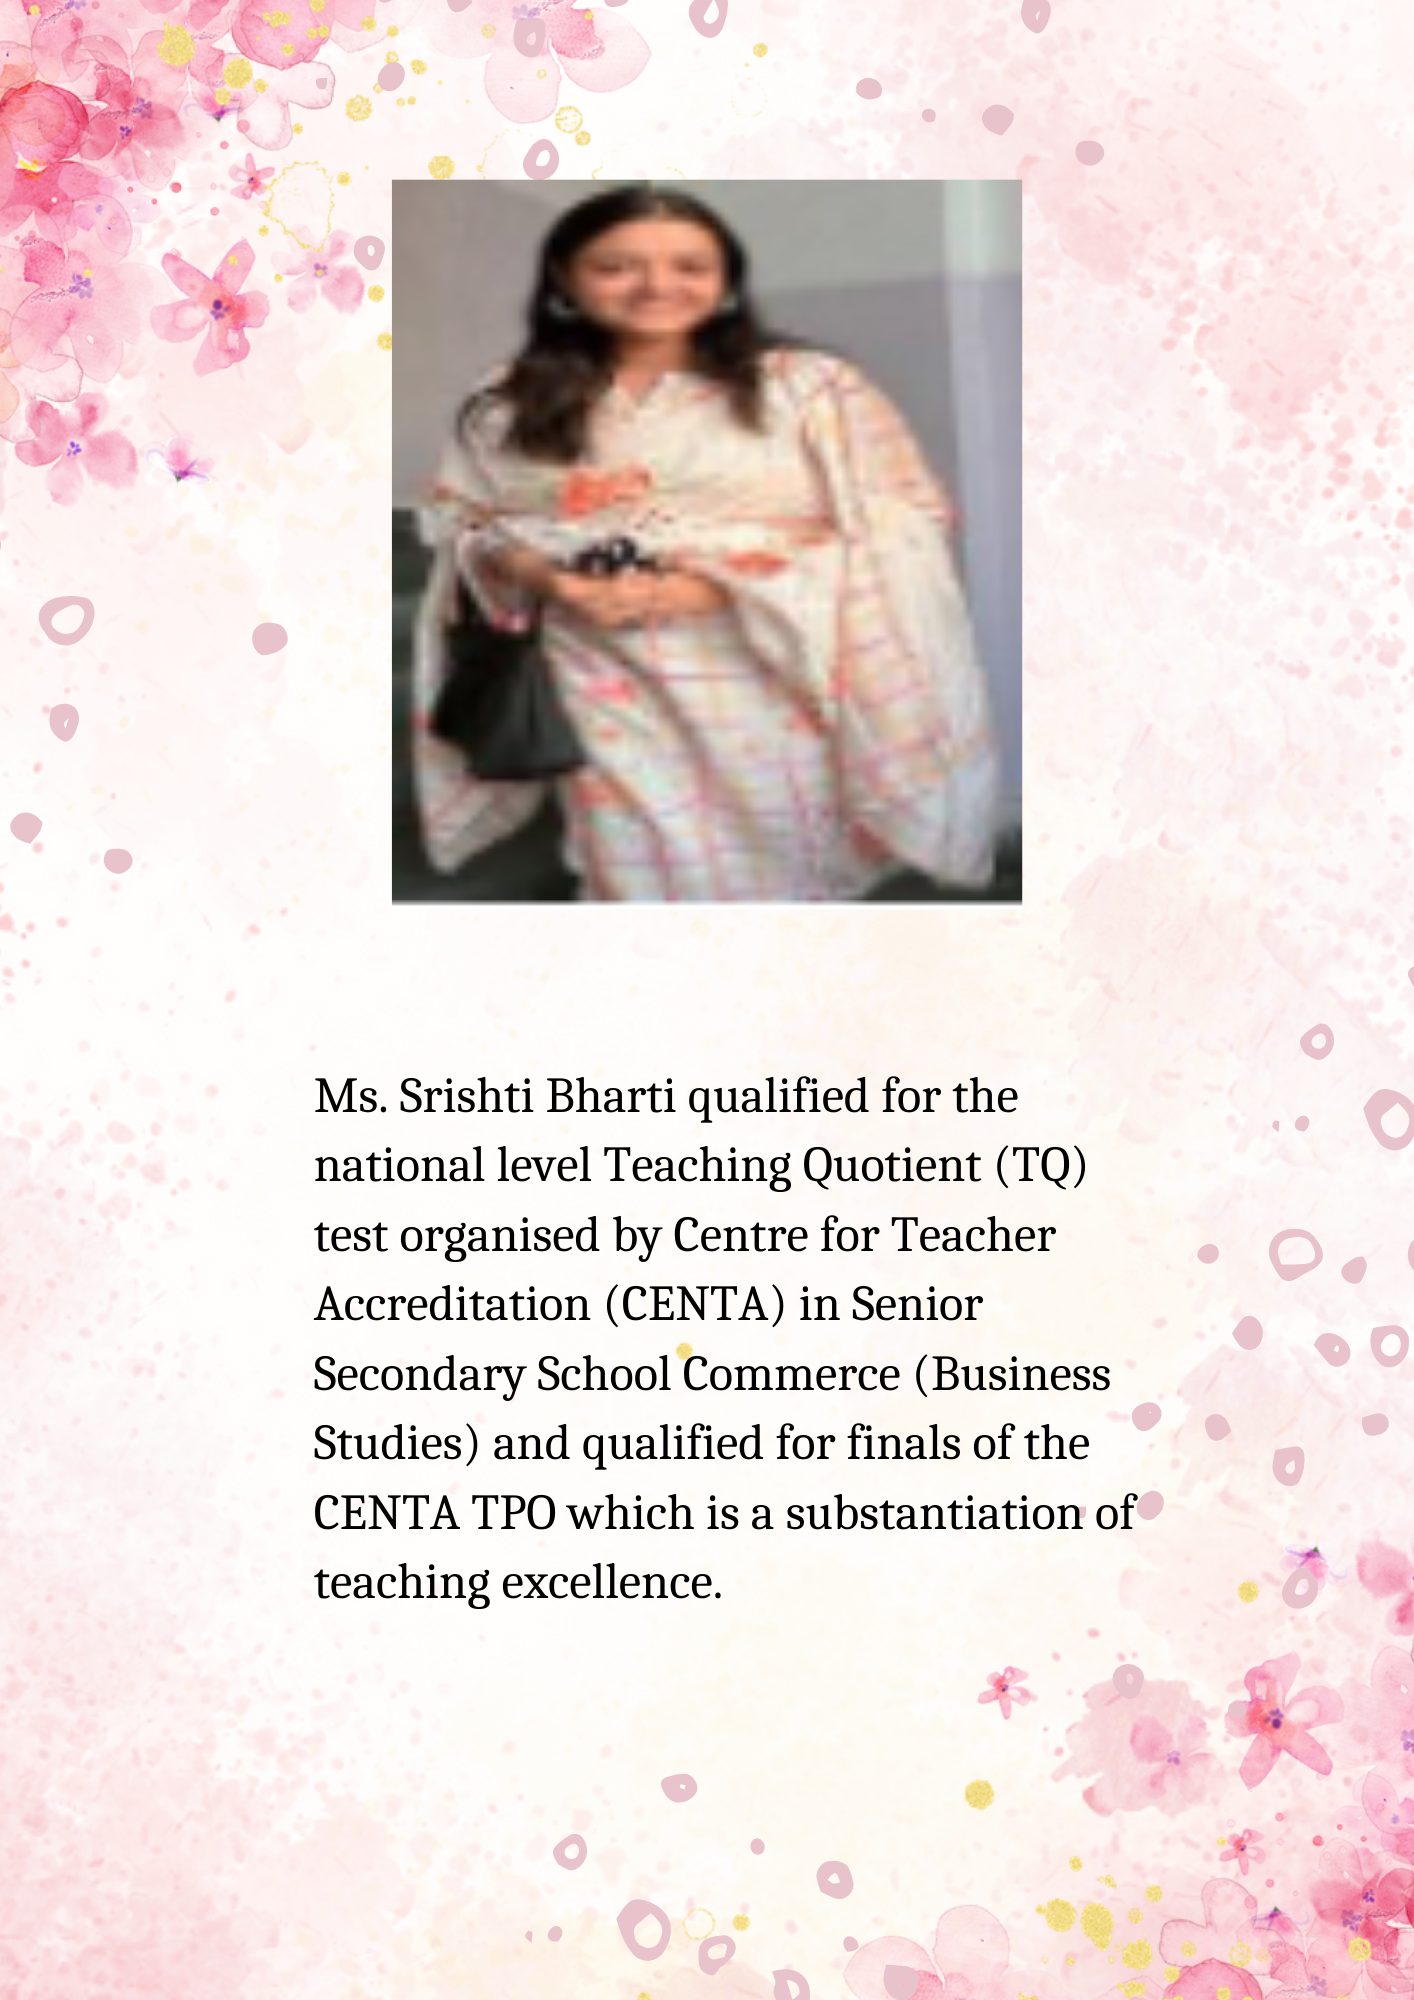 Ms. Srishti Bharti qualified for the
national level Teaching Quotient (TQ)
test organised by Centre for Teacher
Accreditation (CENTA) in Senior
Secondary School Commerce (Business
Studies) and qualified for finals of the
CENTA TPO which is a substantiation of
teaching excellence.